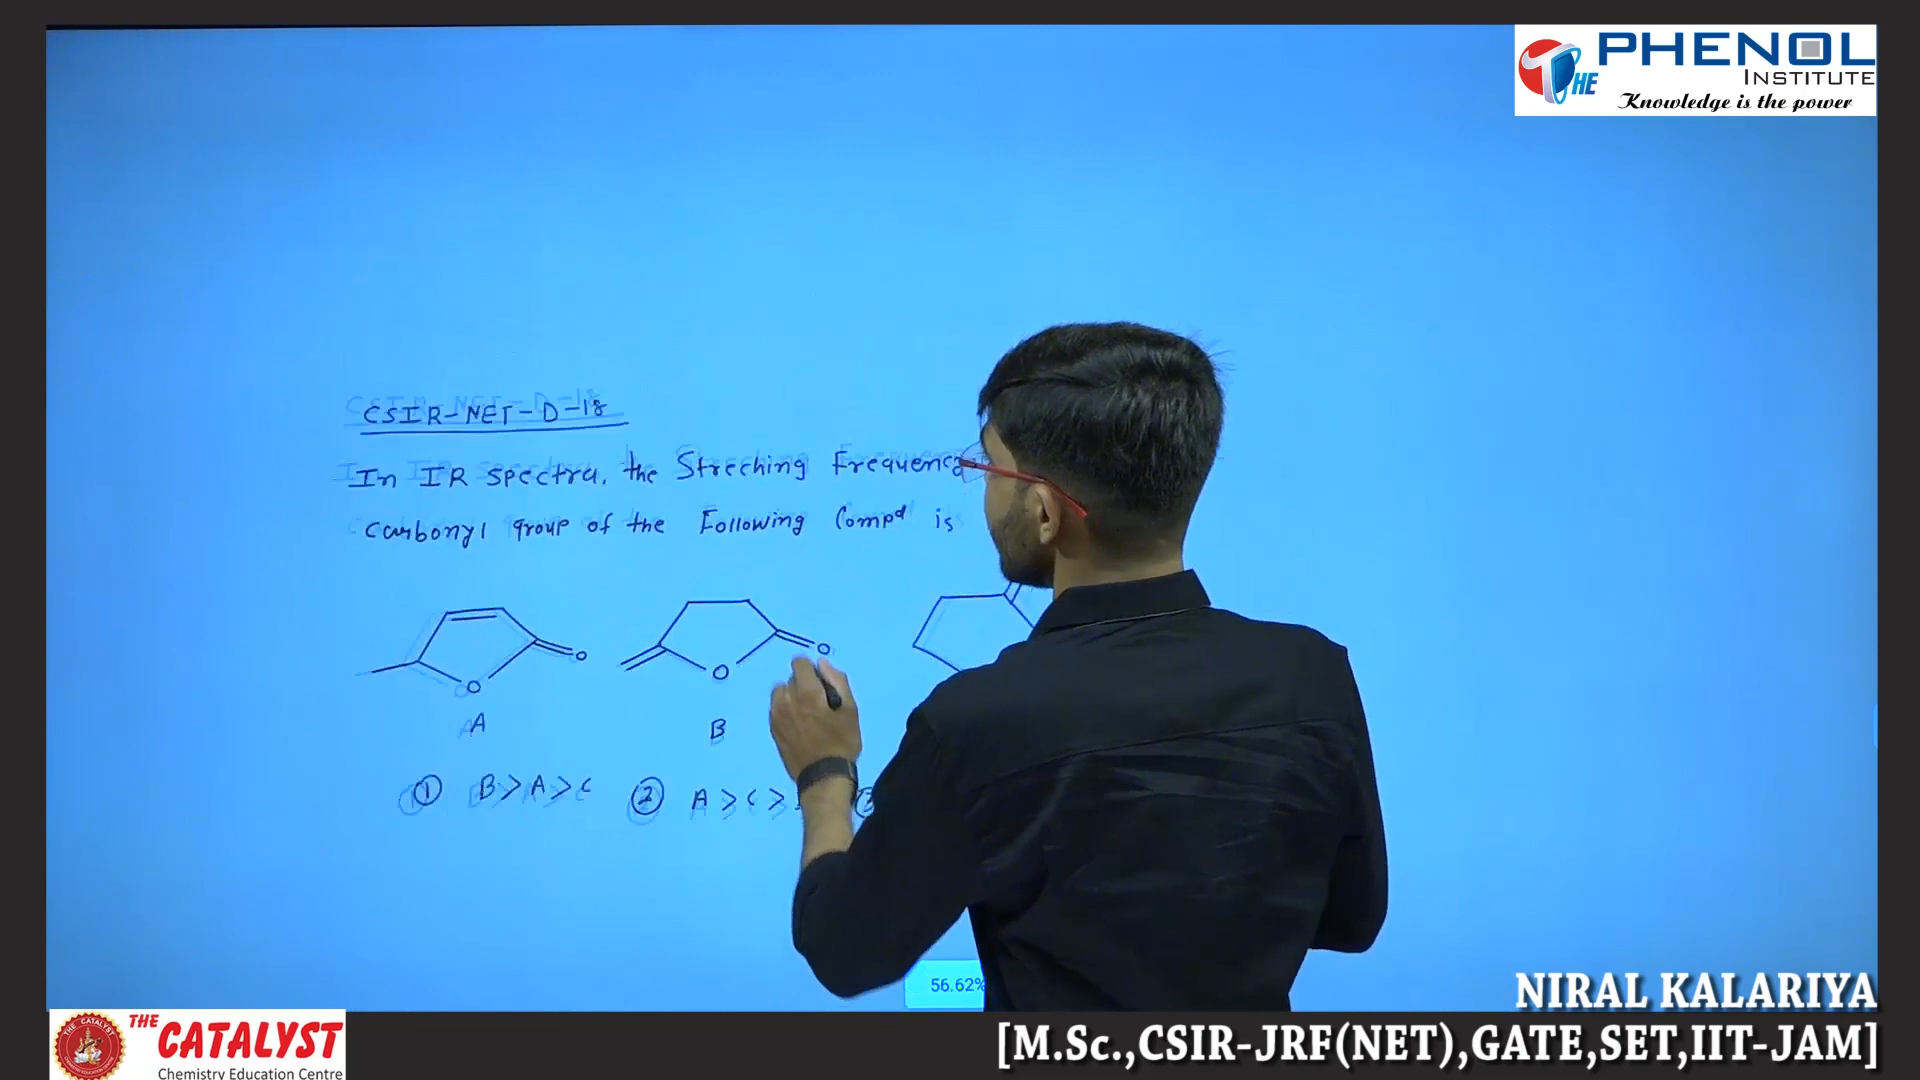 THE PHENOL
INSTITUTE
Knowledge is the power
CSIR-NET-D-18
In IR spectra, the Streching Frequency
carbonyl group of the Following Compd is
O O
O O
A B
① B > A > C ② A > C >
56.62%
NIRAL KALARIYA
[M.Sc.,CSIR-JRF(NET),GATE,SET,IIT-JAM]
THE CATALYST
Chemistry Education Centre